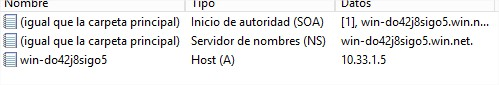 Nombre Tipo Datos
(igual que la carpeta principal) Inicio de autoridad (SOA) [1], win-do42j8sigo5.win.n...
(igual que la carpeta principal) Servidor de nombres (NS) win-do42j8sigo5.win.net.
win-do42j8sigo5 Host (A) 10.33.1.5